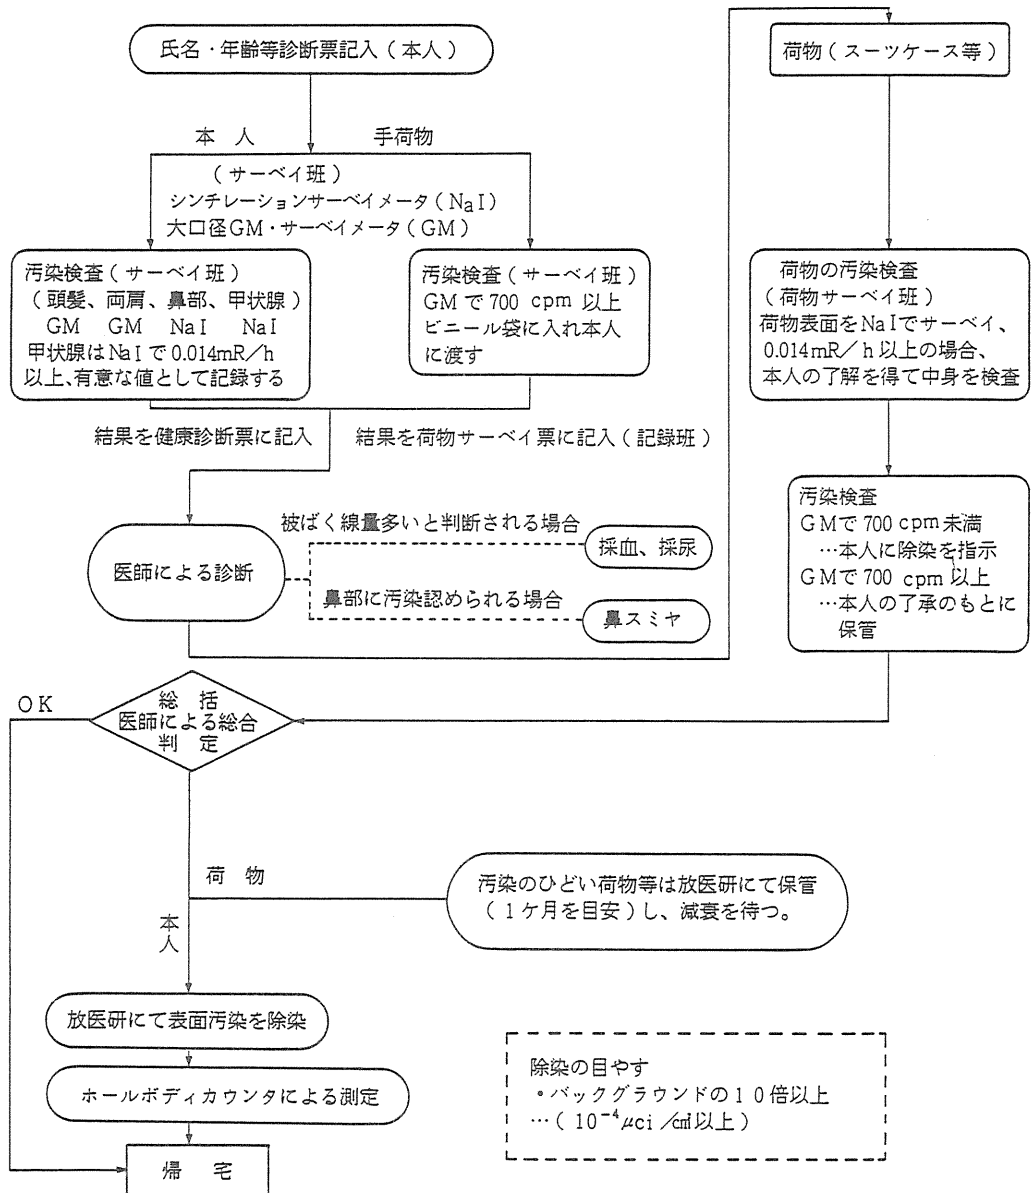 氏名・年齢等診断票記入(本人)
本 人
手荷物
(サーベイ班)
シンチレーションサーベイメータ(NaI)
大口径GM・サーベイメータ(GM)
汚染検査(サーベイ班)
(頭髪、両肩、鼻部、甲状腺)
GM GM NaI NaI
甲状腺はNaIで0.014mR/h
以上、有意な値として記録する
汚染検査(サーベイ班)
GMで700 cpm 以上
ビニール袋に入れ本人
に渡す
結果を健康診断票に記入
結果を荷物サーベイ票に記入(記録班)
医師による診断
被ばく線量多いと判断される場合
採血、採尿
鼻部に汚染認められる場合
鼻スミヤ
荷物(スーツケース等)
荷物の汚染検査
(荷物サーベイ班)
荷物表面をNaIでサーベイ、
0.014mR/h以上の場合、
本人の了解を得て中身を検査
汚染検査
GMで700 cpm未満
…本人に除染を指示
GMで700 cpm 以上
…本人の了承のもとに
保管
OK
総 括
医師による総合
判 定
荷 物
汚染のひどい荷物等は放医研にて保管
(1ケ月を目安)し、減衰を待つ。
本人
放医研にて表面汚染を除染
ホールボディカウンタによる測定
帰 宅
除染の目やす
・バックグラウンドの10倍以上
…(10⁻⁴μci/㎠以上)